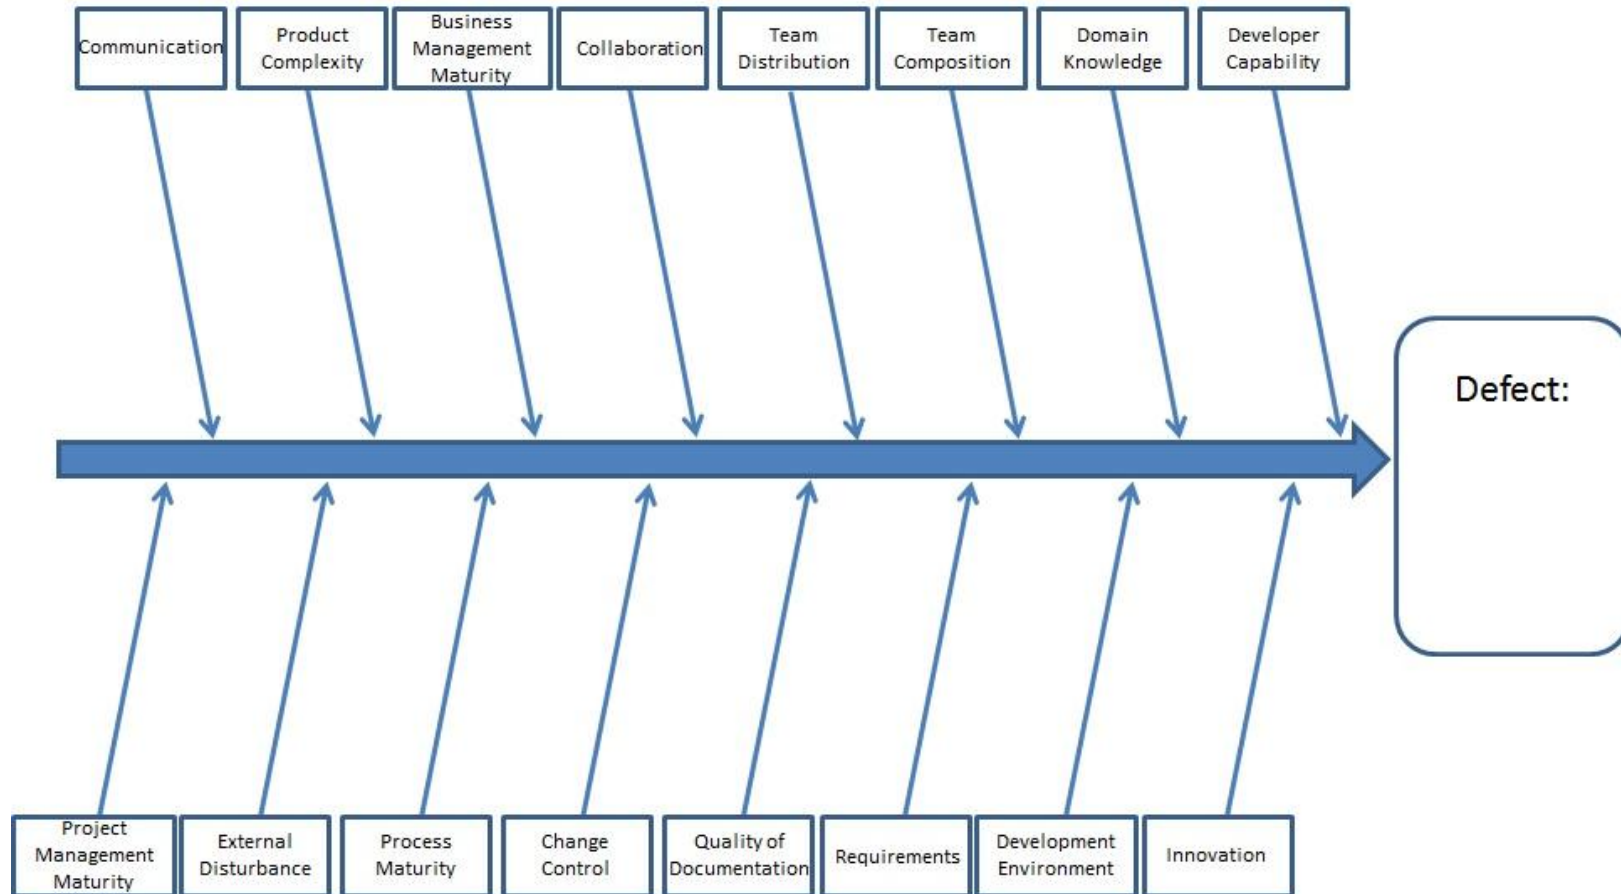 Communication
Product
Complexity
Business
Management
Maturity
Collaboration
Team
Distribution
Team
Composition
Domain
Knowledge
Developer
Capability
Defect:
Project
Management
Maturity
External
Disturbance
Process
Maturity
Change
Control
Quality of
Documentation
Requirements
Development
Environment
Innovation